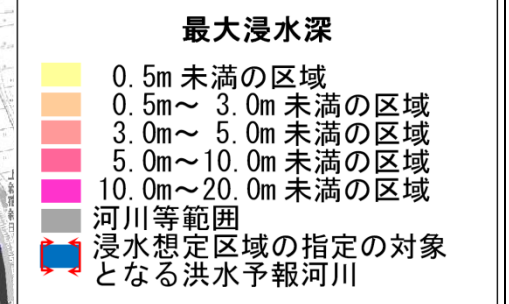 最大浸水深
0.5m 未満の区域
0.5m～ 3.0m 未満の区域
3.0m～ 5.0m 未満の区域
5.0m～10.0m 未満の区域
10.0m～20.0m 未満の区域
河川等範囲
浸水想定区域の指定の対象
となる洪水予報河川